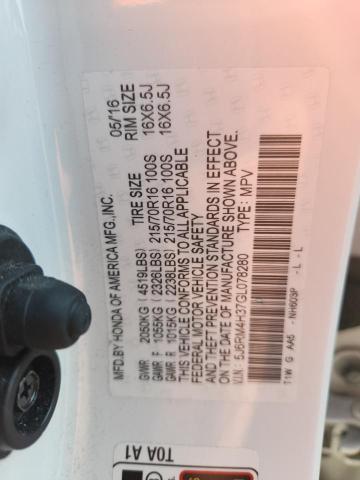 MFD.BY HONDA OF AMERICA MFG.,INC. 05/16
TIRE SIZE RIM SIZE
GVWR 2050KG (4519LBS)
GAWR F 1055KG (2326LBS) 215/70R16 100S 16X6.5J
GAWR R 1015KG (2238LBS) 215/70R16 100S 16X6.5J
THIS VEHICLE CONFORMS TO ALL APPLICABLE
FEDERAL MOTOR VEHICLE SAFETY
AND THEFT PREVENTION STANDARDS IN EFFECT
ON THE DATE OF MANUFACTURE SHOWN ABOVE.
V.I.N.: 5J6RM4H37GL078280 TYPE: MPV
T1W G AA5 -NH603P - L - L
T0A A1